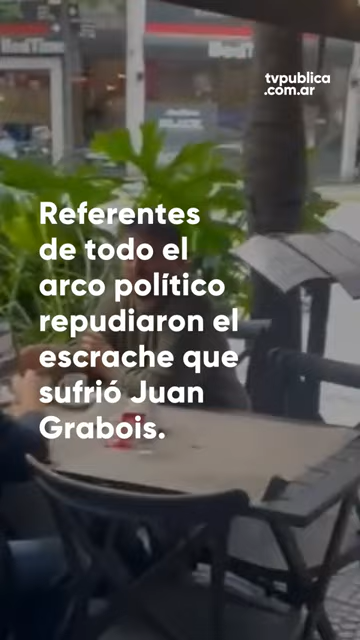 tvpublica
.com.ar
Referentes
de todo el
arco político
repudiaron el
escrache que
sufrió Juan
Grabois.